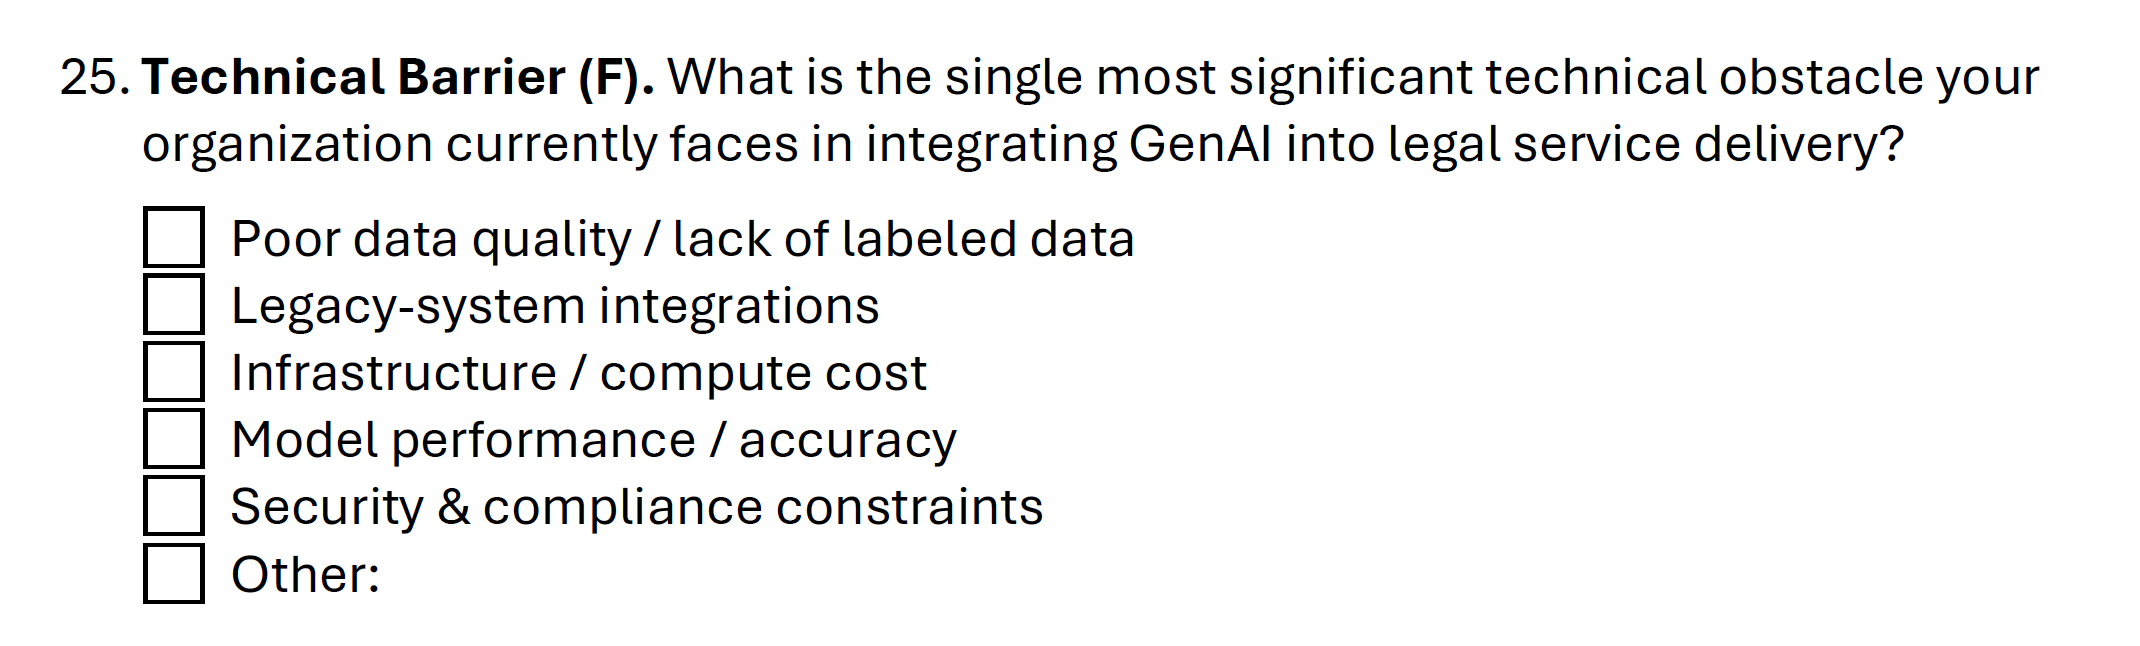 25. Technical Barrier (F). What is the single most significant technical obstacle your
organization currently faces in integrating GenAI into legal service delivery?
Poor data quality / lack of labeled data
Legacy-system integrations
Infrastructure / compute cost
Model performance / accuracy
Security & compliance constraints
Other: